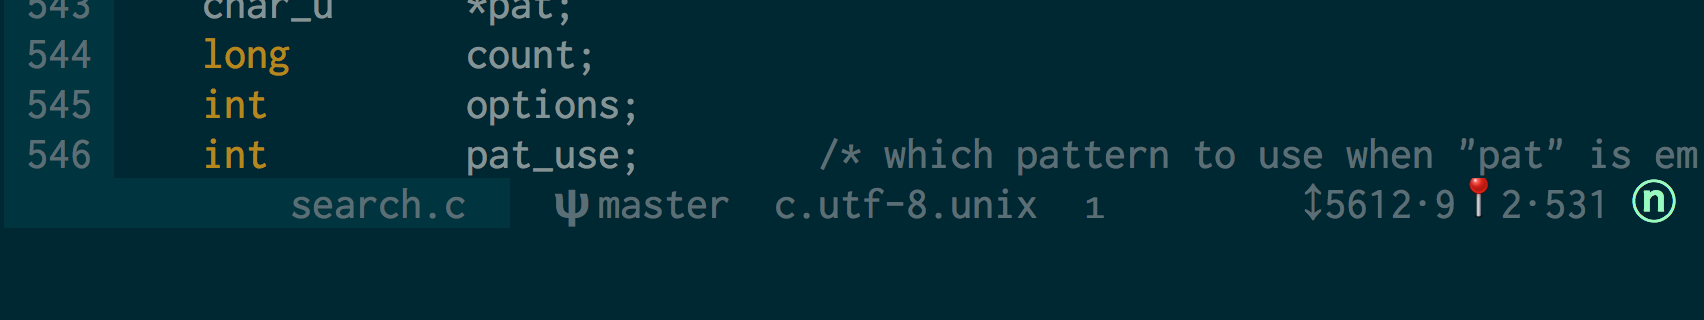 543 char_u *pat;
544 long count;
545 int options;
546 int pat_use; /* which pattern to use when "pat" is em
search.c ψmaster c.utf-8.unix 1 ↕5612·9📍2·531 ⓝ